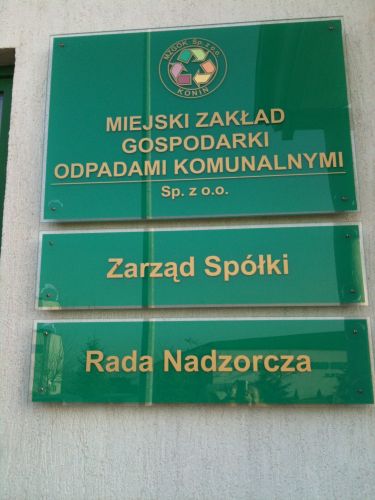 MZGOK Sp. z o.o.
KONIN
MIEJSKI ZAKŁAD
GOSPODARKI
ODPADAMI KOMUNALNYMI
Sp. z o.o.
Zarząd Spółki
Rada Nadzorcza